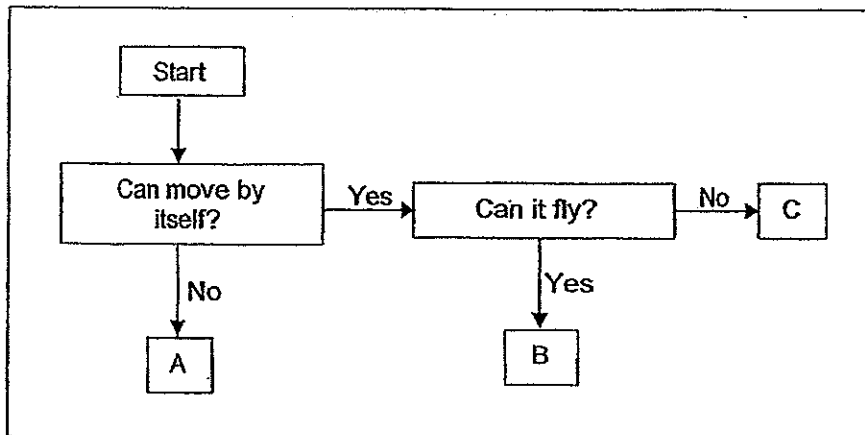 Start
Can move by
itself?
Yes
Can it fly?
No
C
No
Yes
A
B